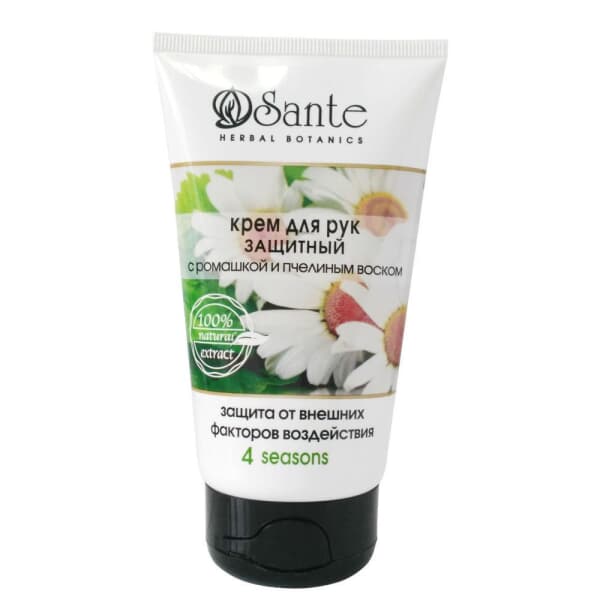 Sante
HERBAL BOTANICS
крем для рук
ЗАЩИТНЫЙ
с ромашкой и пчелиным воском
100%
natural
extract
защита от внешних
факторов воздействия
4 seasons